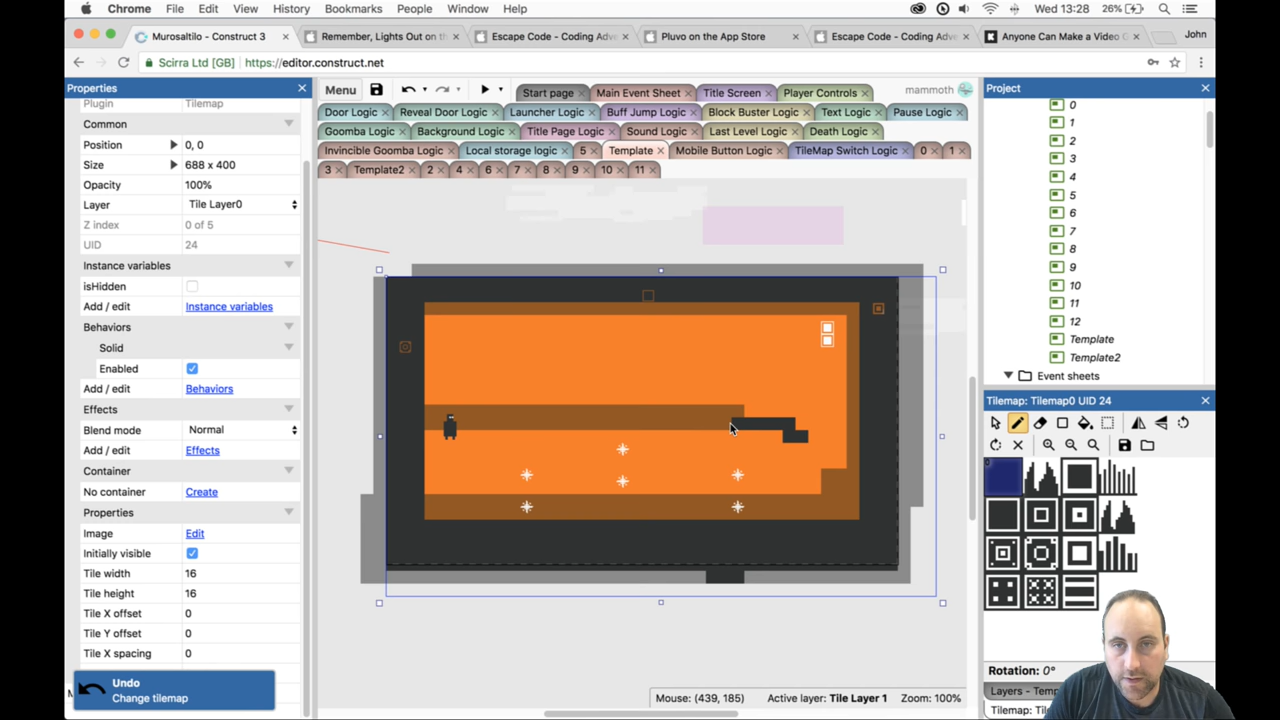 Chrome File Edit View History Bookmarks People Window Help Wed 13:28 26%
Murosaltilo - Construct 3 Remember, Lights Out on th Escape Code - Coding Adve Pluvo on the App Store Escape Code - Coding Adve Anyone Can Make a Video G John
Scirra Ltd [GB] https://editor.construct.net
Properties
Plugin Tilemap
Common
Position 0, 0
Size 688 x 400
Opacity 100%
Layer Tile Layer0
Z index 0 of 5
UID 24
Instance variables
isHidden
Add / edit Instance variables
Behaviors
Solid
Enabled
Add / edit Behaviors
Effects
Blend mode Normal
Add / edit Effects
Container
No container Create
Properties
Image Edit
Initially visible
Tile width 16
Tile height 16
Tile X offset 0
Tile Y offset 0
Tile X spacing 0
Undo
Change tilemap
Menu Start page Main Event Sheet Title Screen Player Controls mammoth
Door Logic Reveal Door Logic Launcher Logic Buff Jump Logic Block Buster Logic Text Logic Pause Logic
Goomba Logic Background Logic Title Page Logic Sound Logic Last Level Logic Death Logic
Invincible Goomba Logic Local storage logic 5 Template Mobile Button Logic TileMap Switch Logic 0 1
3 Template2 2 4 6 7 8 9 10 11
Mouse: (439, 185) Active layer: Tile Layer 1 Zoom: 100%
Project
0
1
2
3
4
5
6
7
8
9
10
11
12
Template
Template2
Event sheets
Tilemap: Tilemap0 UID 24
Rotation: 0°
Layers - Temp
Tilemap: Til